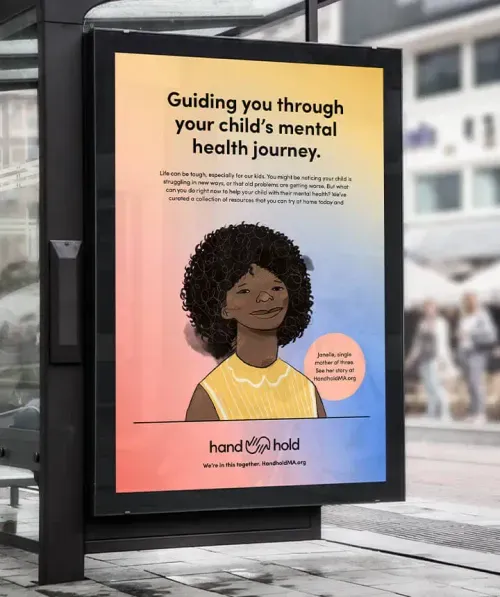 Guiding you through
your child's mental
health journey.
Life can be tough, especially for our kids. You might be noticing your child is
struggling in new ways, or that old problems are getting worse. But what
can you do right now to help your child with their mental health? We've
curated a collection of resources that you can try at home today and
Janelle, single
mother of three.
See her story at
HandholdMA.org
hand hold
We're in this together. HandholdMA.org